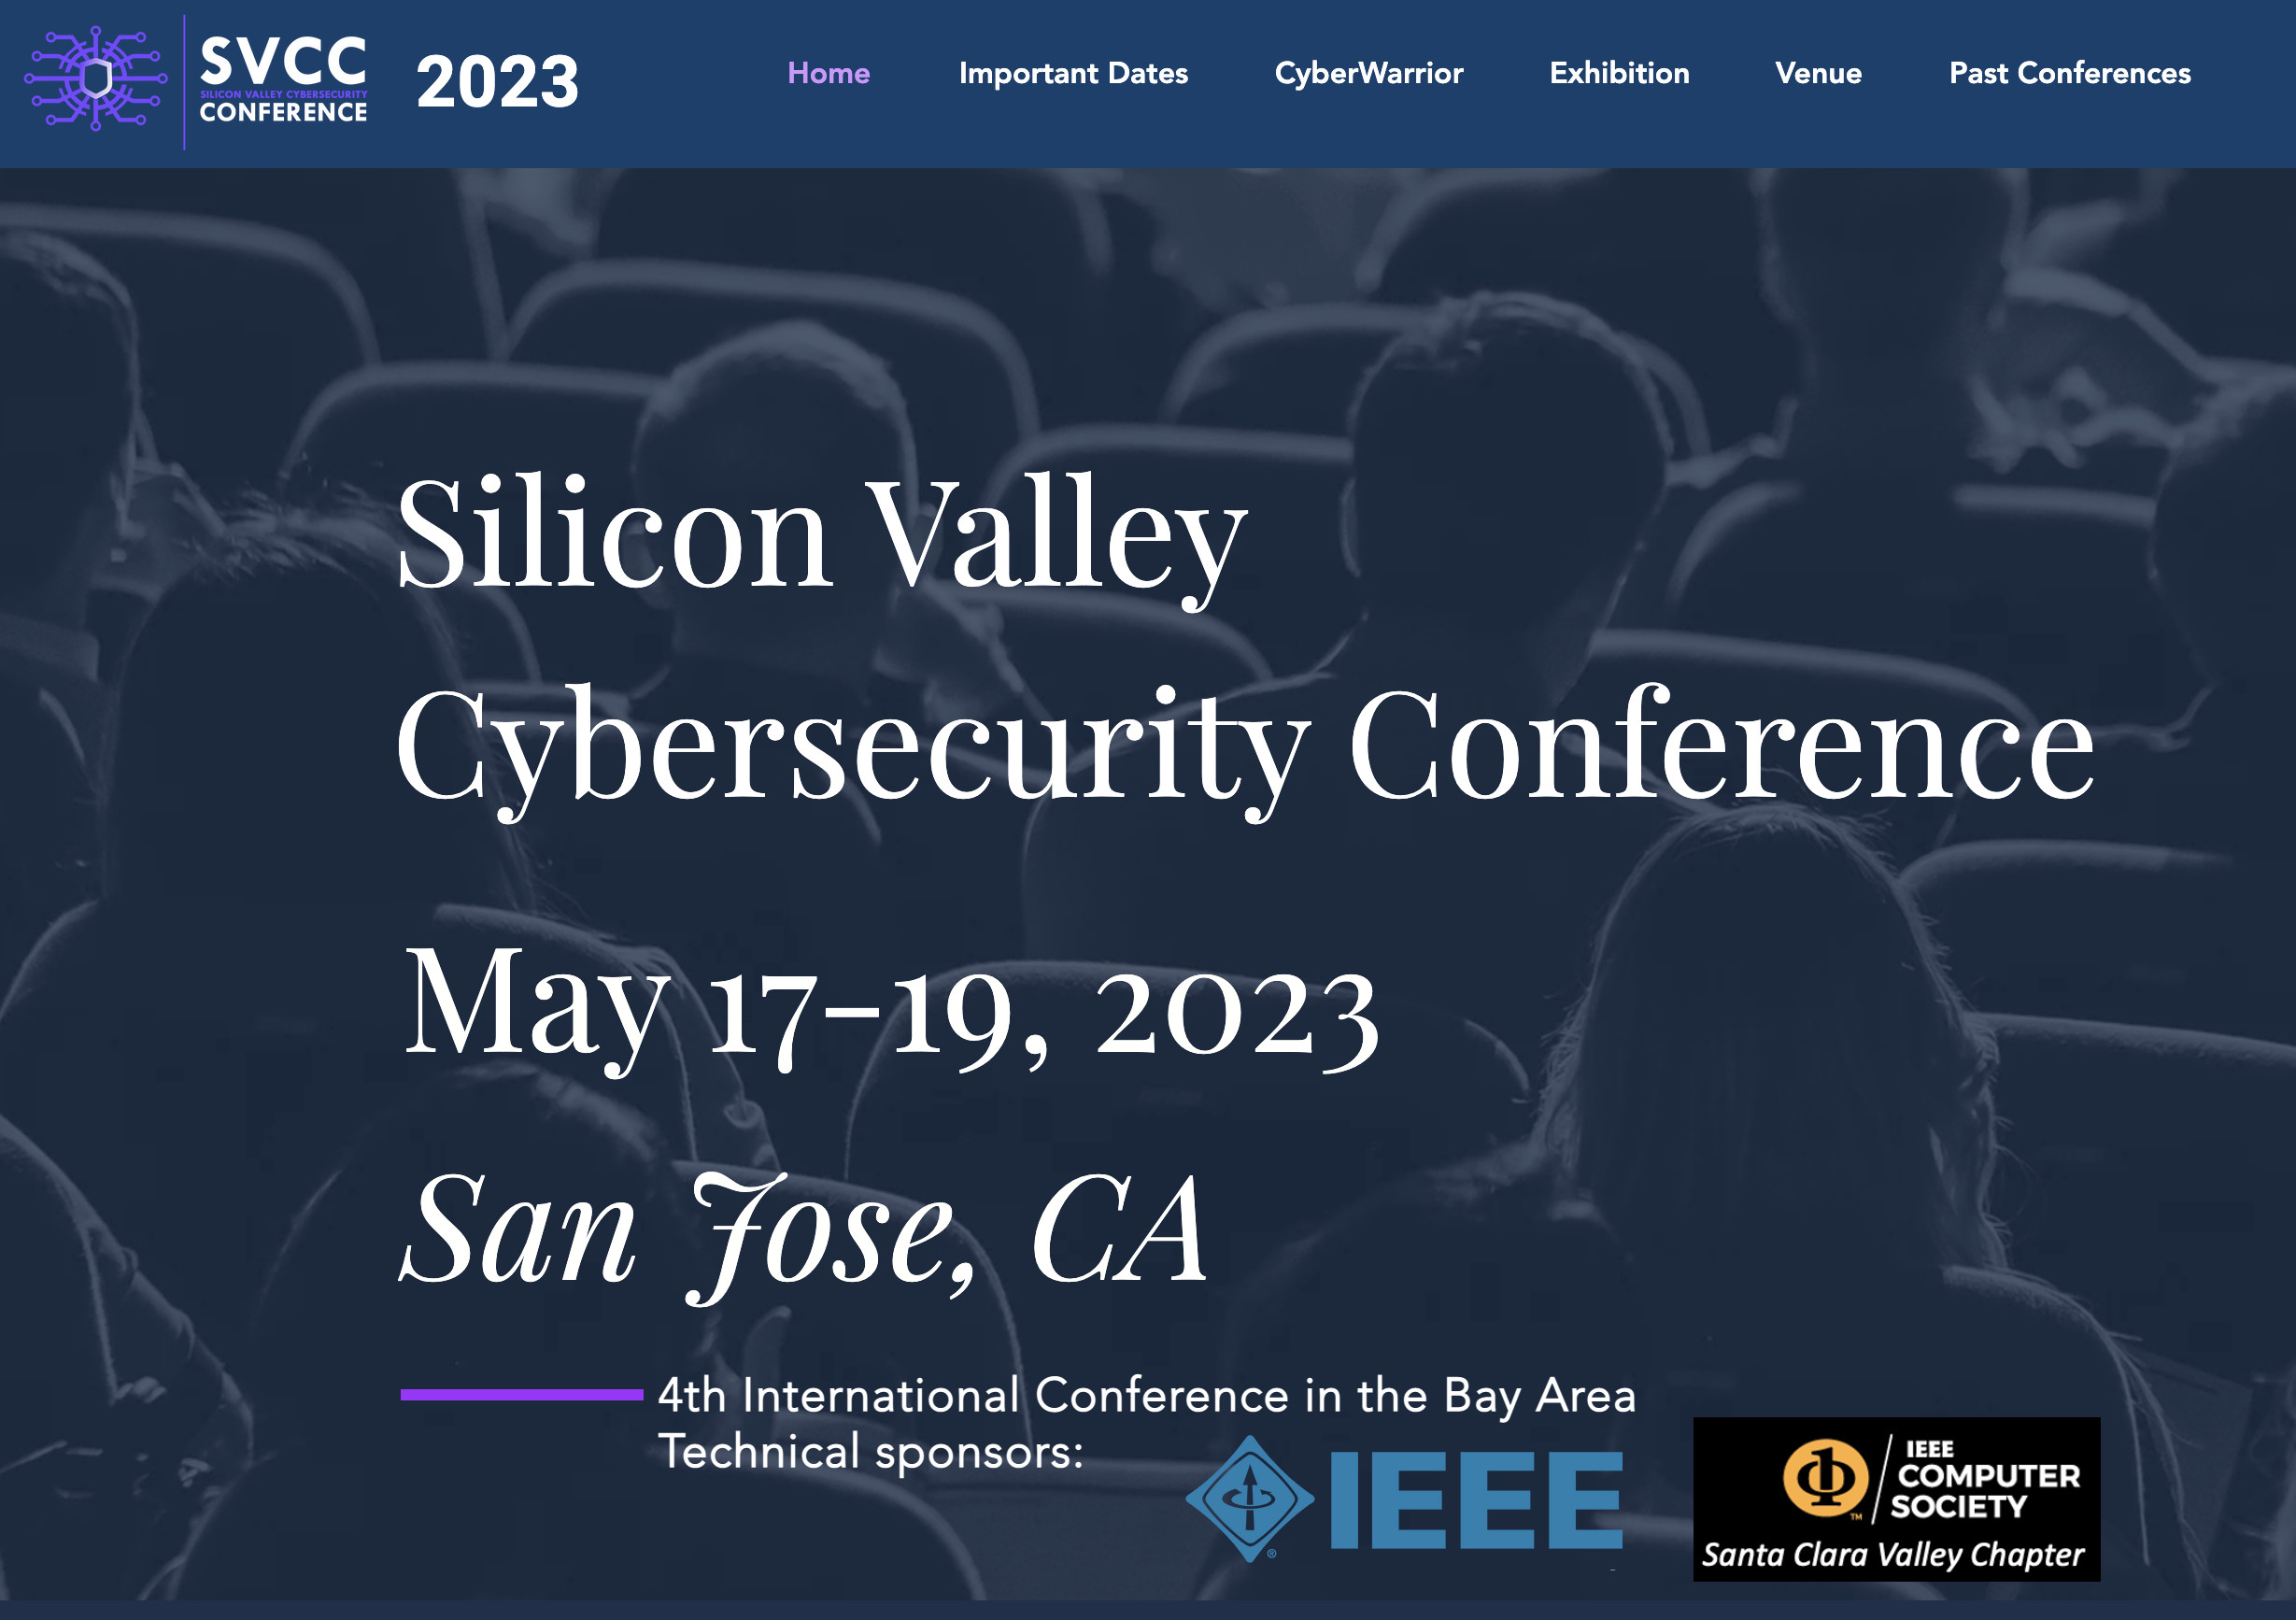 SVCC
SILICON VALLEY CYBERSECURITY
CONFERENCE
2023
Home
Important Dates
CyberWarrior
Exhibition
Venue
Past Conferences
Silicon Valley
Cybersecurity Conference
May 17-19, 2023
San Jose, CA
4th International Conference in the Bay Area
Technical sponsors:
IEEE
®
IEEE
COMPUTER
SOCIETY
TM
Santa Clara Valley Chapter